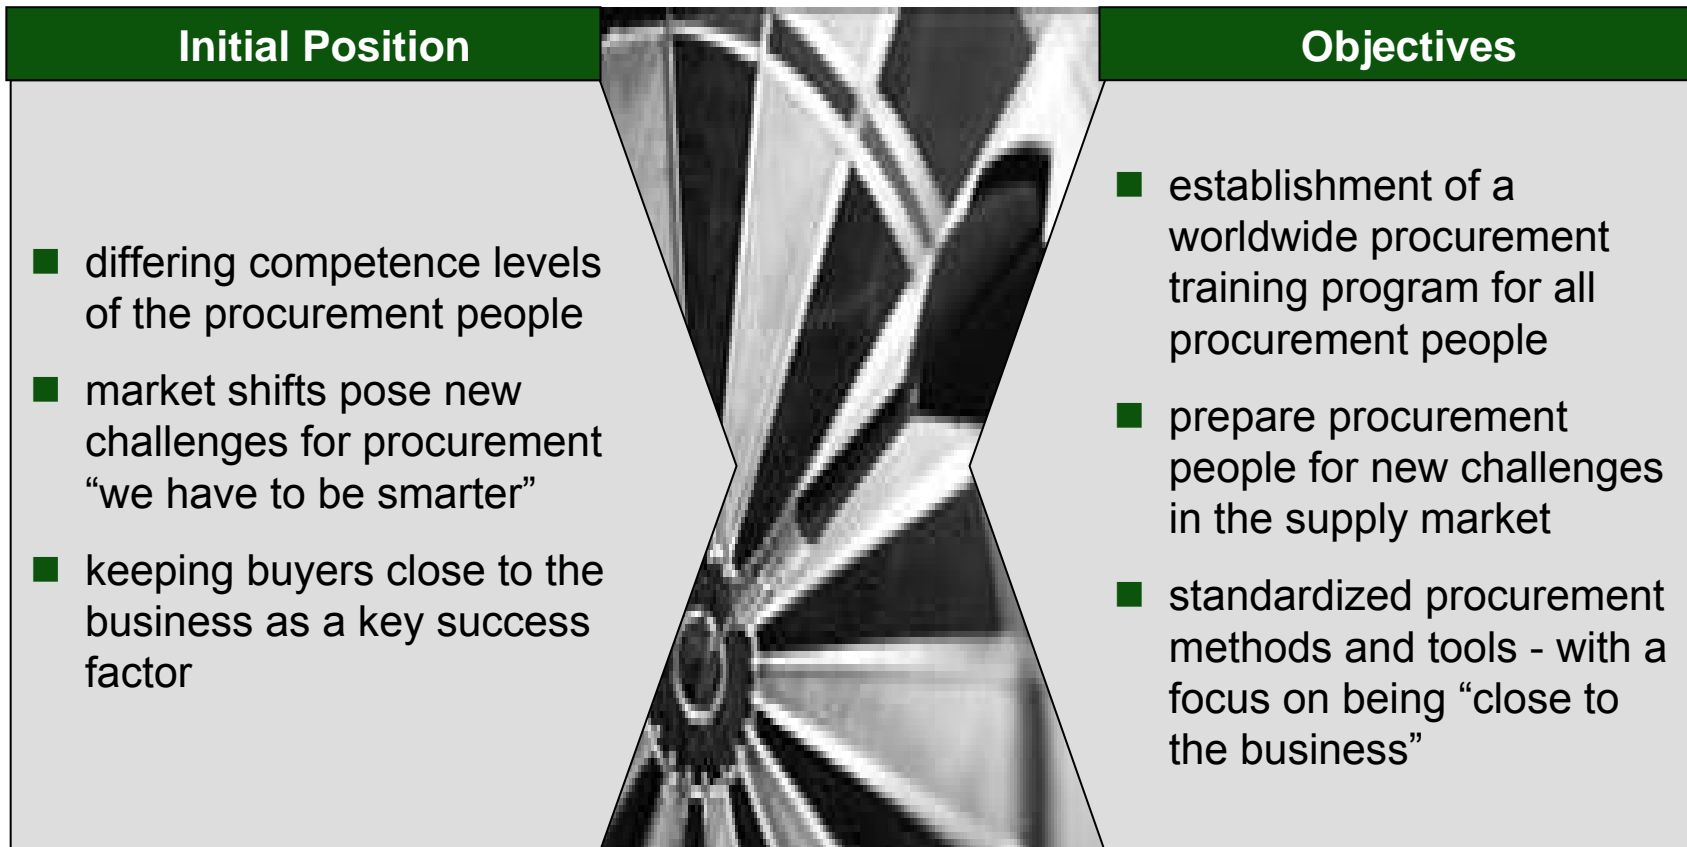 Initial Position
differing competence levels
of the procurement people
market shifts pose new
challenges for procurement
“we have to be smarter”
keeping buyers close to the
business as a key success
factor
Objectives
establishment of a
worldwide procurement
training program for all
procurement people
prepare procurement
people for new challenges
in the supply market
standardized procurement
methods and tools - with a
focus on being “close to
the business”